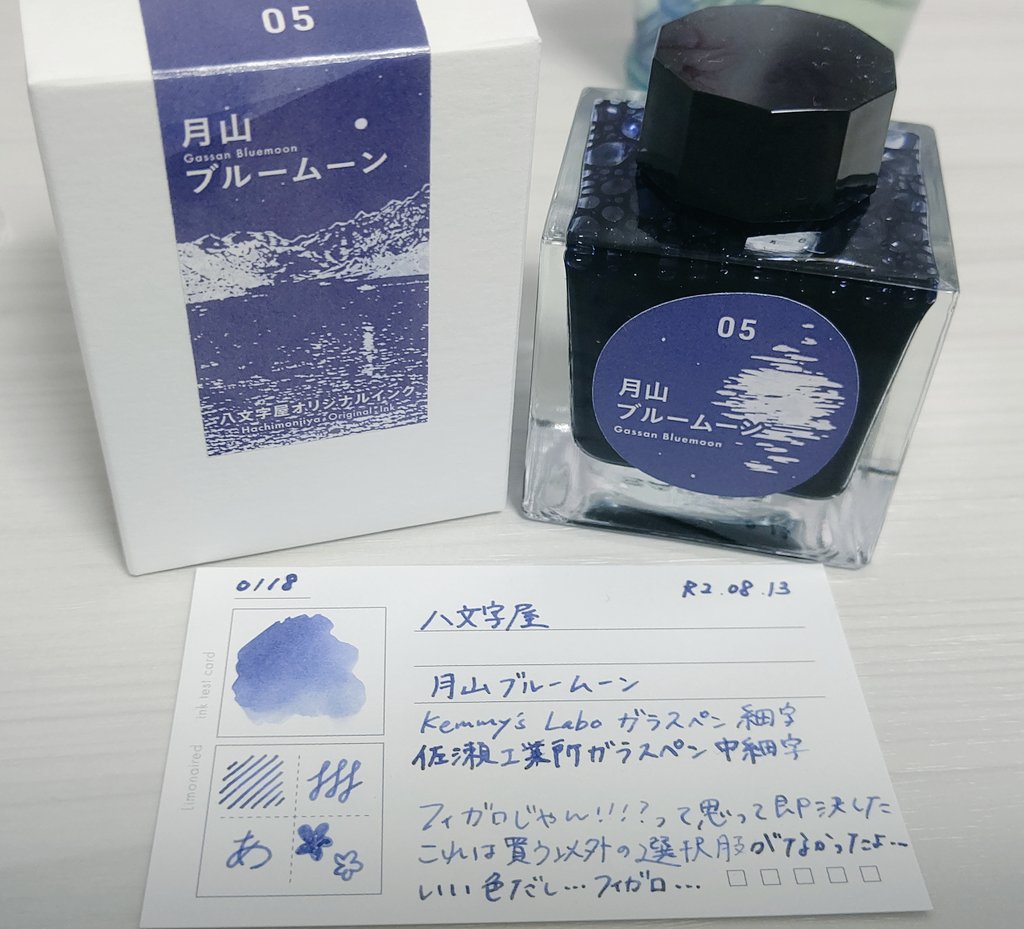 05
月山
Gassan Bluemoon
ブルームーン
八文字屋オリジナルインク
Hachimonjiya Original Ink
05
月山
ブルームーン
Gassan Bluemoon
0118
R2.08.13
八文字屋
月山ブルームーン
Kemmy's Labo ガラスペン 細字
佐瀬工業所ガラスペン 中細字
フィガロじゃん!!!?って思って即決した
これは買う以外の選択肢がなかったよ…
いい色だし…フィガロ…
ink test card
limonaired
あ